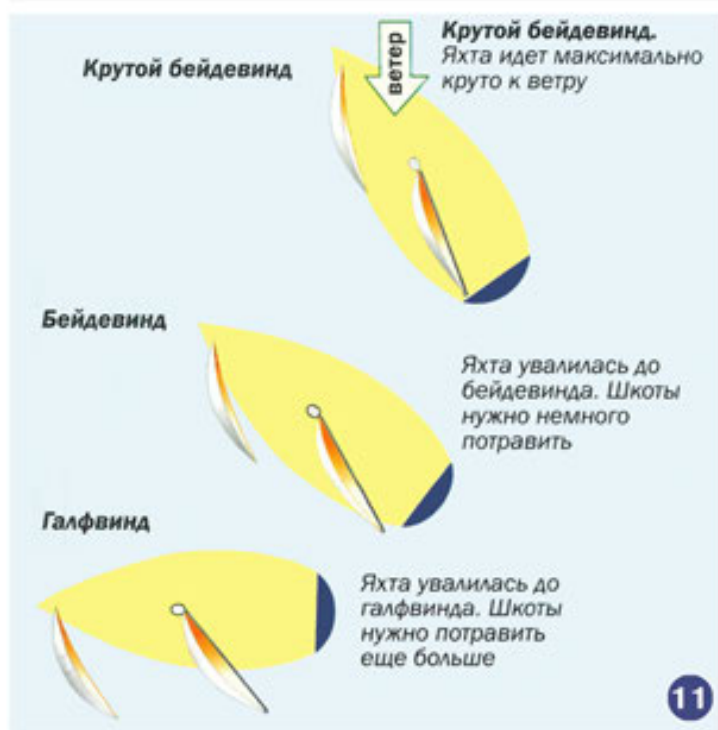 Крутой бейдевинд
ветер
Крутой бейдевинд.
Яхта идет максимально
круто к ветру
Бейдевинд
Яхта увалилась до
бейдевинда. Шкоты
нужно немного
потравить
Галфвинд
Яхта увалилась до
галфвинда. Шкоты
нужно потравить
еще больше
11